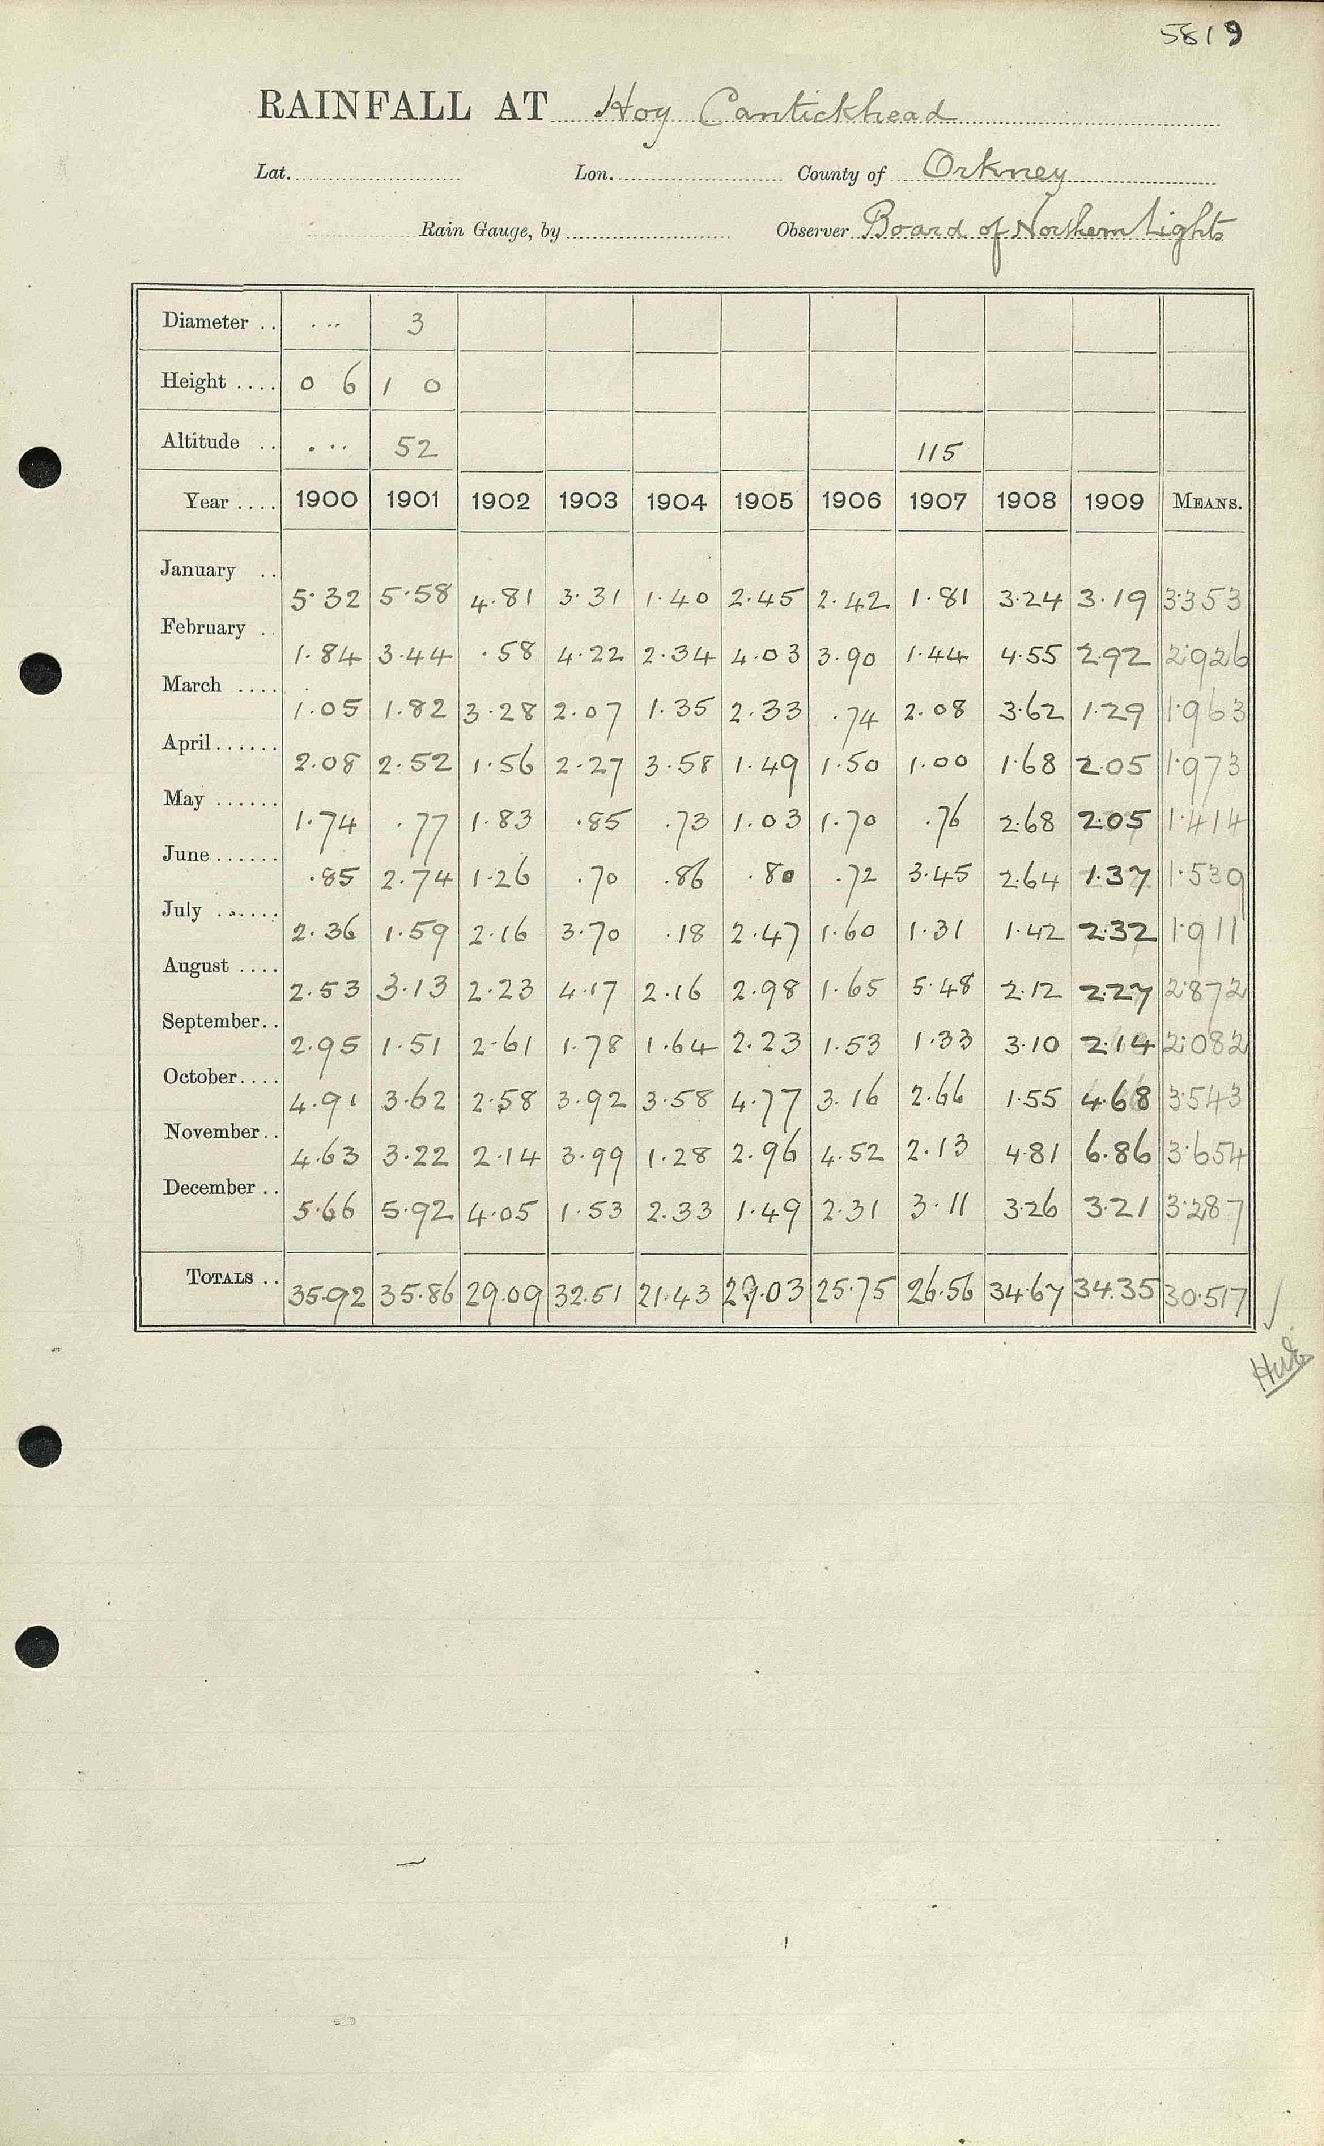 5819
RAINFALL AT Hoy Cantickhead
Lat. Lon. County of Orkney
Rain Gauge, by Observer Board of Northern Lights
Diameter .. ... 3
Height .... 0 6 1 0
Altitude .. ... 52 115
Year .... 1900 1901 1902 1903 1904 1905 1906 1907 1908 1909 MEANS.
January .. 5.32 5.58 4.81 3.31 1.40 2.45 2.42 1.81 3.24 3.19 3.353
February .. 1.84 3.44 .58 4.22 2.34 4.03 3.90 1.44 4.55 2.92 2.926
March .... 1.05 1.82 3.28 2.07 1.35 2.33 .74 2.08 3.62 1.29 1.963
April...... 2.08 2.52 1.56 2.27 3.58 1.49 1.50 1.00 1.68 2.05 1.973
May ...... 1.74 .77 1.83 .85 .73 1.03 1.70 .76 2.68 2.05 1.414
June ...... .85 2.74 1.26 .70 .86 .80 .72 3.45 2.64 1.37 1.539
July ...... 2.36 1.59 2.16 3.70 .18 2.47 1.60 1.31 1.42 2.32 1.911
August .... 2.53 3.13 2.23 4.17 2.16 2.98 1.65 5.48 2.12 2.27 2.872
September.. 2.95 1.51 2.61 1.78 1.64 2.23 1.53 1.33 3.10 2.14 2.082
October.... 4.91 3.62 2.58 3.92 3.58 4.77 3.16 2.66 1.55 4.68 3.543
November.. 4.63 3.22 2.14 3.99 1.28 2.96 4.52 2.13 4.81 6.86 3.654
December .. 5.66 5.92 4.05 1.53 2.33 1.49 2.31 3.11 3.26 3.21 3.287
TOTALS .. 35.92 35.86 29.09 32.51 21.43 29.03 25.75 26.56 34.67 34.35 30.517